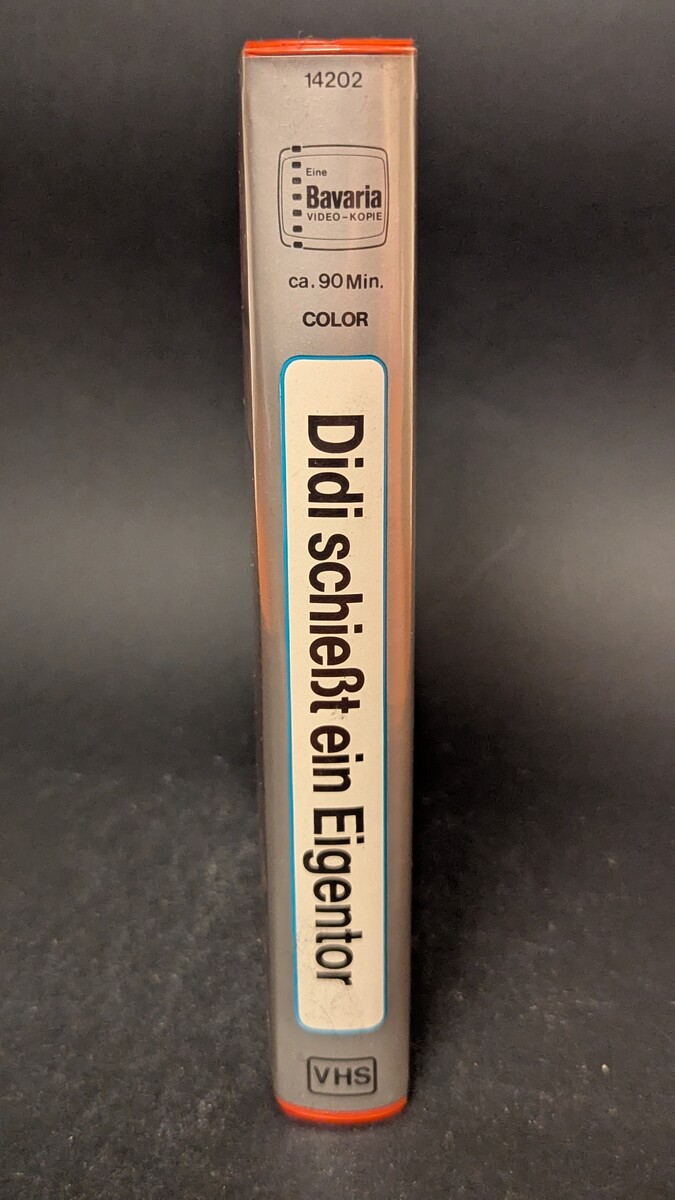 14202
Eine
Bavaria
VIDEO-KOPIE
ca. 90 Min.
COLOR
Didi schießt ein Eigentor
VHS